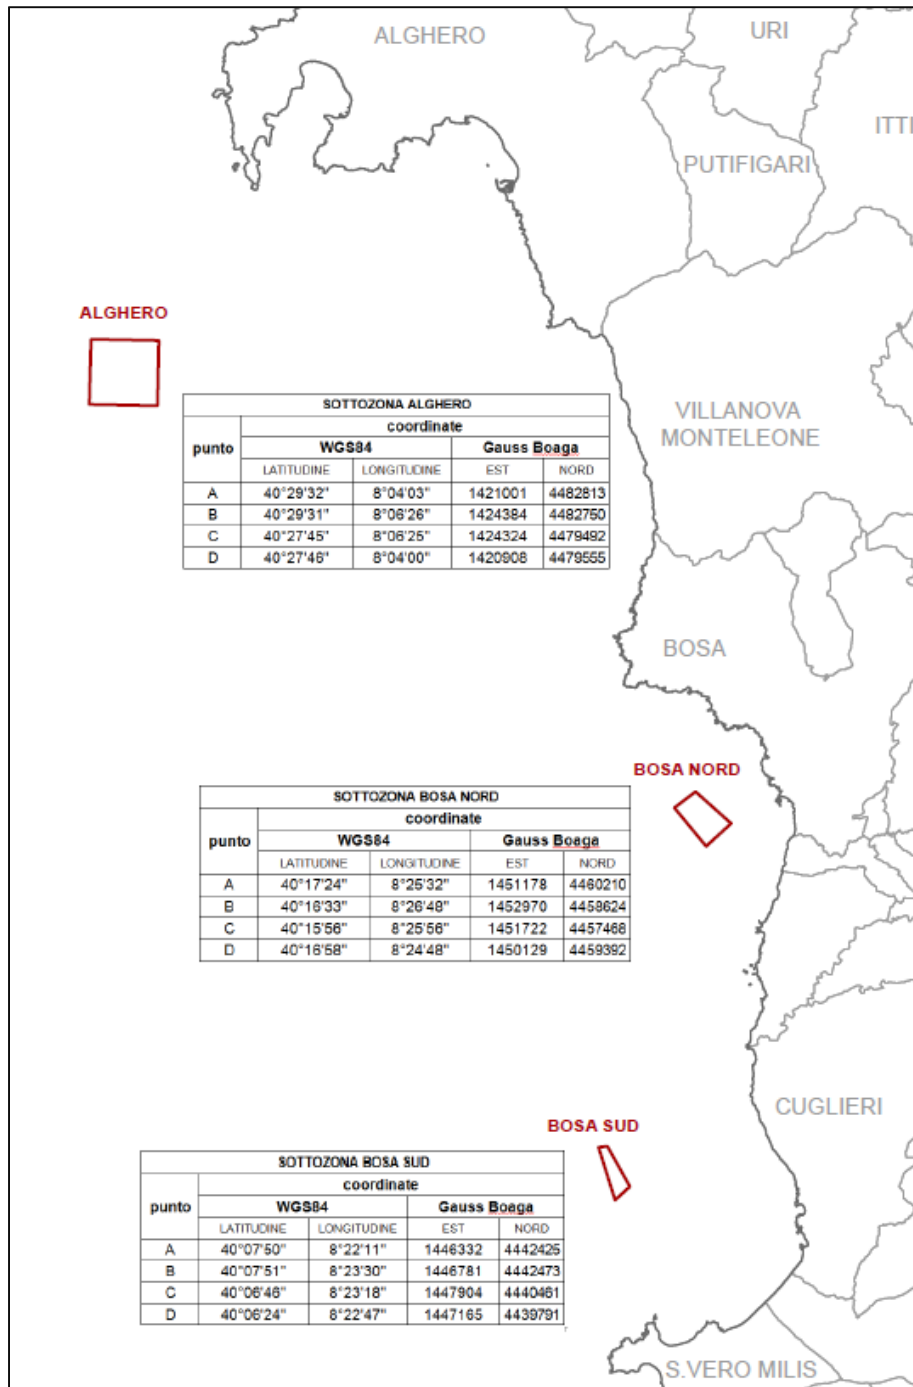 ALGHERO
URI
ITTI
PUTIFIGARI
ALGHERO
VILLANOVA
MONTELEONE
SOTTOZONA ALGHERO
punto coordinate
WGS84 Gauss Boaga
LATITUDINE LONGITUDINE EST NORD
A 40°29'32" 8°04'03" 1421001 4482813
B 40°29'31" 8°06'26" 1424384 4482750
C 40°27'45" 8°06'25" 1424324 4479492
D 40°27'46" 8°04'00" 1420908 4479555
BOSA
BOSA NORD
SOTTOZONA BOSA NORD
punto coordinate
WGS84 Gauss Boaga
LATITUDINE LONGITUDINE EST NORD
A 40°17'24" 8°25'32" 1451178 4460210
B 40°16'33" 8°26'48" 1452970 4458624
C 40°15'56" 8°25'56" 1451722 4457468
D 40°16'58" 8°24'48" 1450129 4459392
CUGLIERI
BOSA SUD
SOTTOZONA BOSA SUD
punto coordinate
WGS84 Gauss Boaga
LATITUDINE LONGITUDINE EST NORD
A 40°07'50" 8°22'11" 1446332 4442425
B 40°07'51" 8°23'30" 1446781 4442473
C 40°06'46" 8°23'18" 1447904 4440461
D 40°06'24" 8°22'47" 1447165 4439791
S.VERO MILIS